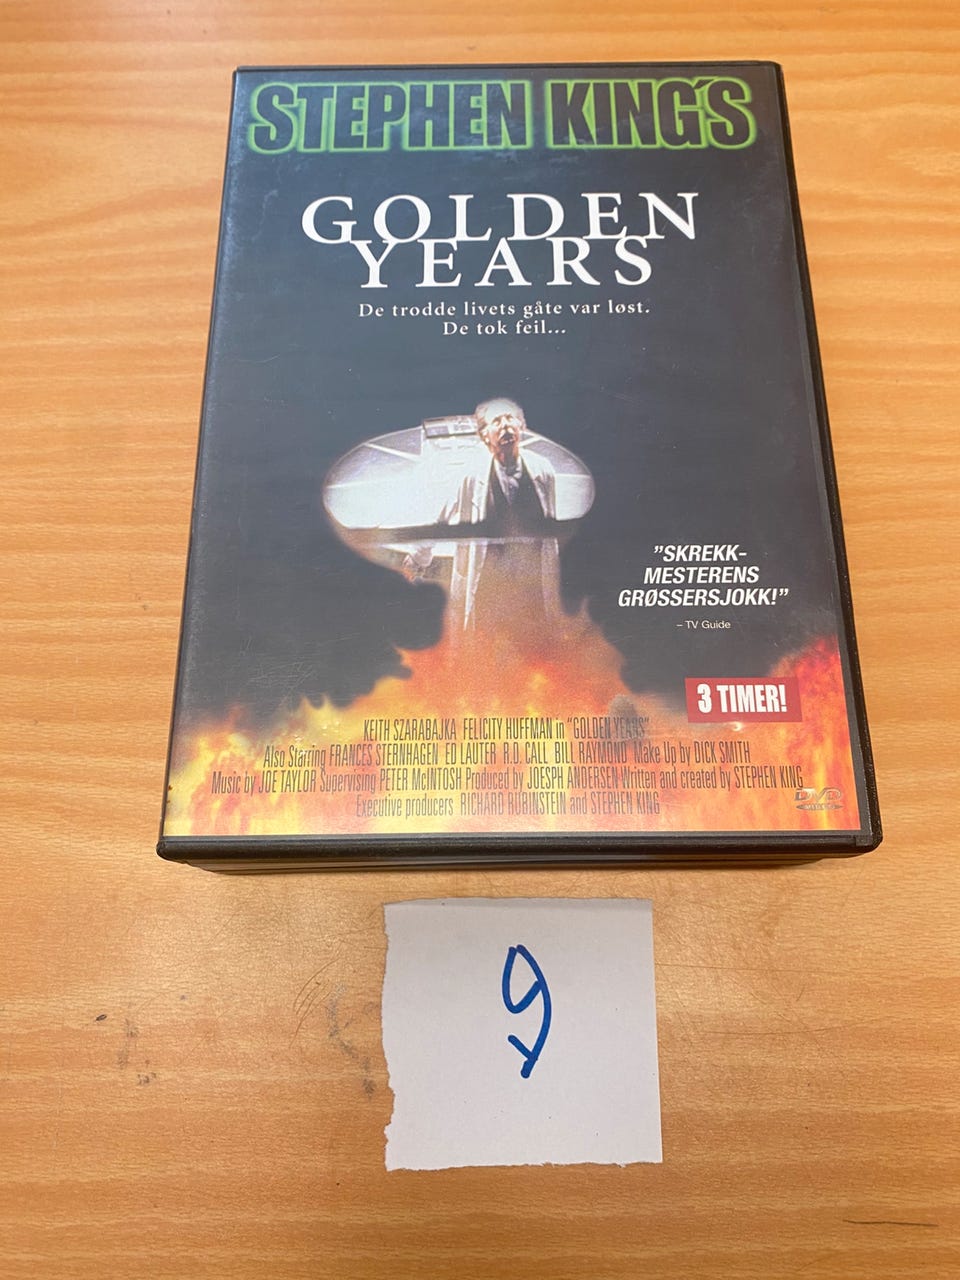 STEPHEN KING'S
GOLDEN
YEARS
De trodde livets gåte var løst.
De tok feil...
"SKREKK-
MESTERENS
GRØSSERSJOKK!"
– TV Guide
3 TIMER!
KEITH SZARABAJKA FELICITY HUFFMAN in "GOLDEN YEARS"
Also Starring FRANCES STERNHAGEN ED LAUTER R.D. CALL BILL RAYMOND Make Up by DICK SMITH
Music by JOE TAYLOR Supervising PETER McINTOSH Produced by JOESPH ANDERSEN Written and created by STEPHEN KING
Executive producers RICHARD RUBINSTEIN and STEPHEN KING
DVD
VIDEO
9